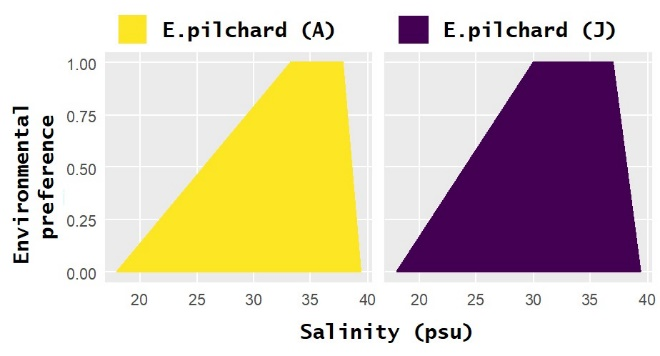 E.pilchard (A)
E.pilchard (J)
Environmental
preference
1.00
0.75
0.50
0.25
0.00
20 25 30 35 40
20 25 30 35 40
Salinity (psu)